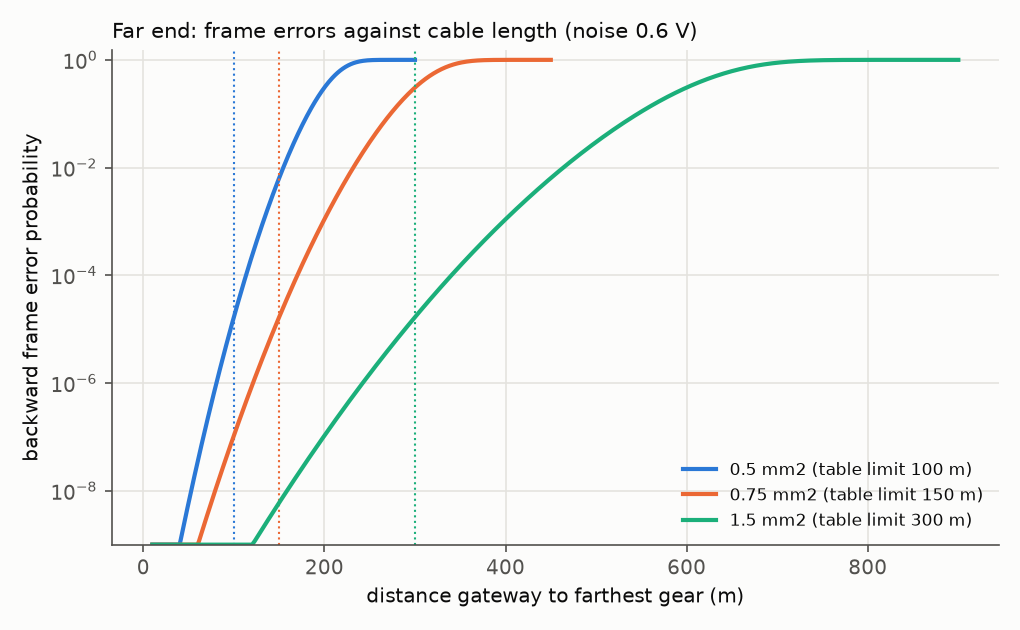 Far end: frame errors against cable length (noise 0.6 V)
backward frame error probability
10⁰
10⁻²
10⁻⁴
10⁻⁶
10⁻⁸
0.5 mm2 (table limit 100 m)
0.75 mm2 (table limit 150 m)
1.5 mm2 (table limit 300 m)
0 200 400 600 800
distance gateway to farthest gear (m)